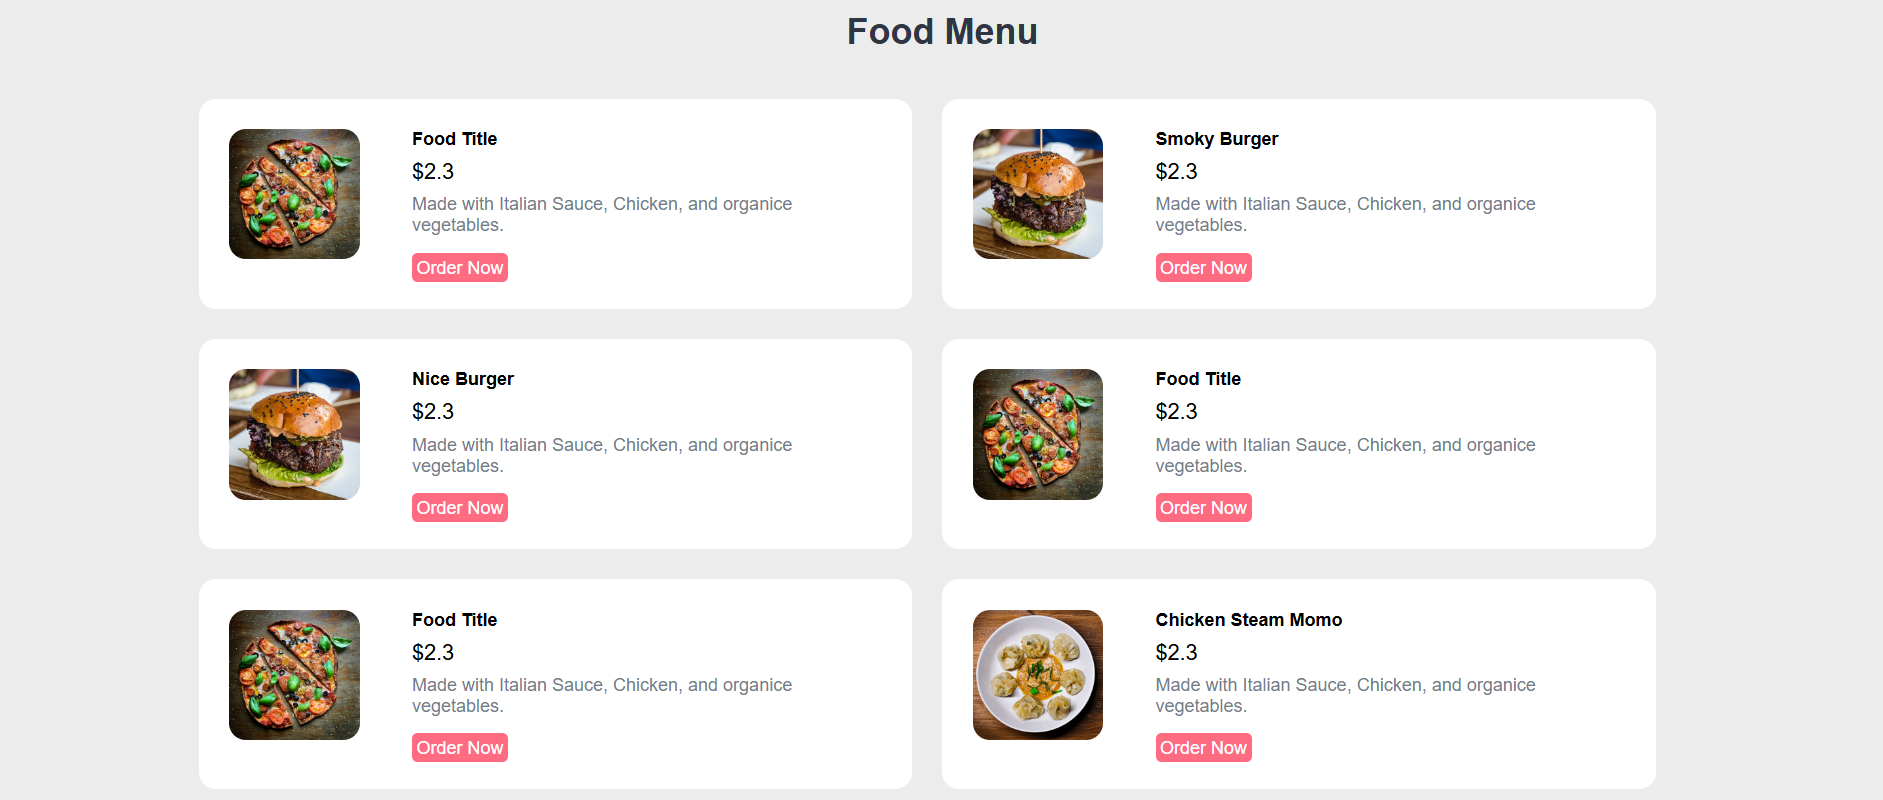 Food Menu
Food Title
$2.3
Made with Italian Sauce, Chicken, and organice
vegetables.
Order Now
Smoky Burger
$2.3
Made with Italian Sauce, Chicken, and organice
vegetables.
Order Now
Nice Burger
$2.3
Made with Italian Sauce, Chicken, and organice
vegetables.
Order Now
Food Title
$2.3
Made with Italian Sauce, Chicken, and organice
vegetables.
Order Now
Food Title
$2.3
Made with Italian Sauce, Chicken, and organice
vegetables.
Order Now
Chicken Steam Momo
$2.3
Made with Italian Sauce, Chicken, and organice
vegetables.
Order Now